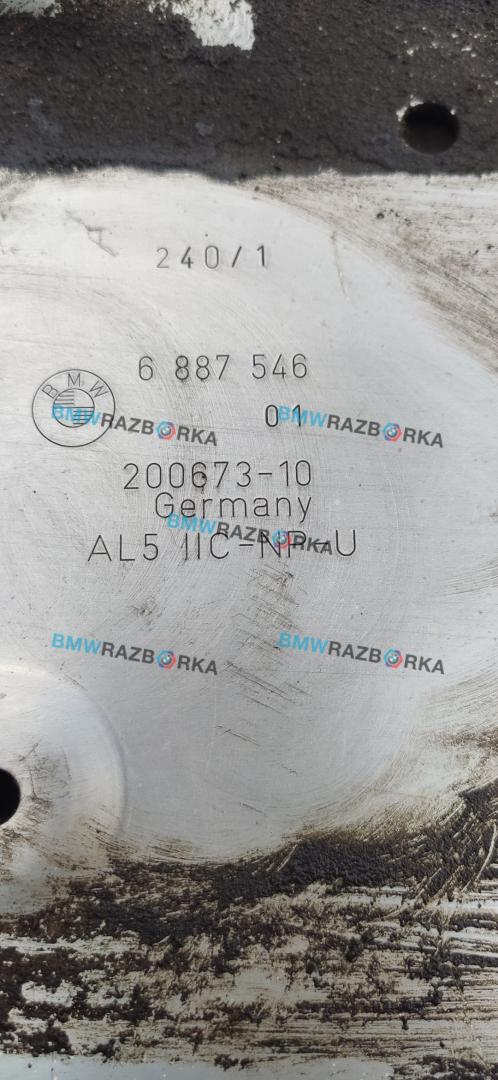 240/1
6 887 546
BMW
01
BMWRAZBORKA
BMWRAZBORKA
200673-10
Germany
BMWRAZBORKA
AL5 IIC-NP-U
BMWRAZBORKA
BMWRAZBORKA